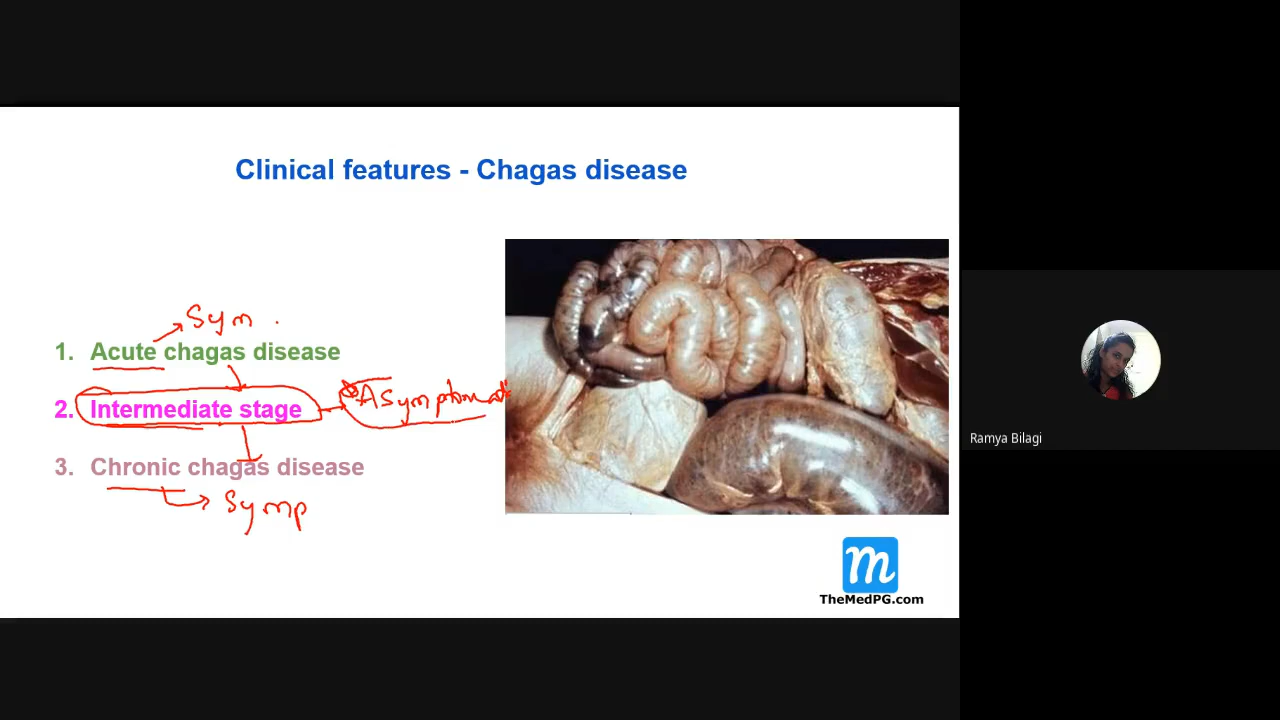 Clinical features - Chagas disease
Sym .
1. Acute chagas disease
2. Intermediate stage
Asymptomati
3. Chronic chagas disease
Symp
m
TheMedPG.com
Ramya Bilagi